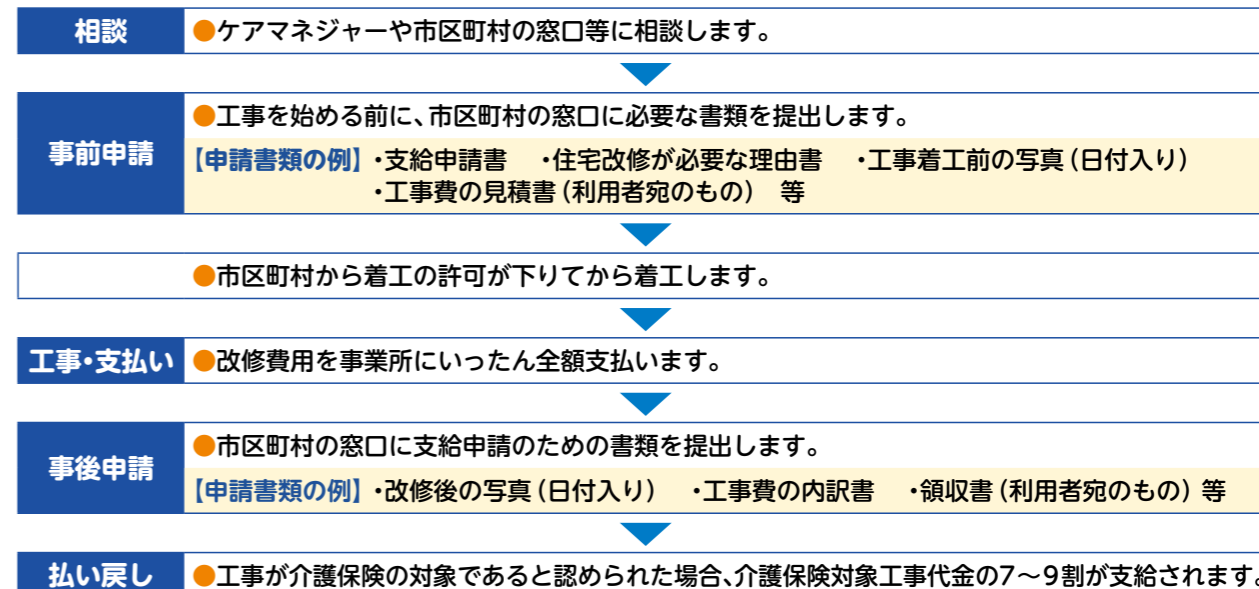 相談 ●ケアマネジャーや市区町村の窓口等に相談します。
事前申請 ●工事を始める前に、市区町村の窓口に必要な書類を提出します。
【申請書類の例】・支給申請書 ・住宅改修が必要な理由書 ・工事着工前の写真(日付入り)
・工事費の見積書(利用者宛のもの) 等
●市区町村から着工の許可が下りてから着工します。
工事・支払い ●改修費用を事業所にいったん全額支払います。
事後申請 ●市区町村の窓口に支給申請のための書類を提出します。
【申請書類の例】・改修後の写真(日付入り) ・工事費の内訳書 ・領収書(利用者宛のもの) 等
払い戻し ●工事が介護保険の対象であると認められた場合、介護保険対象工事代金の7〜9割が支給されます。